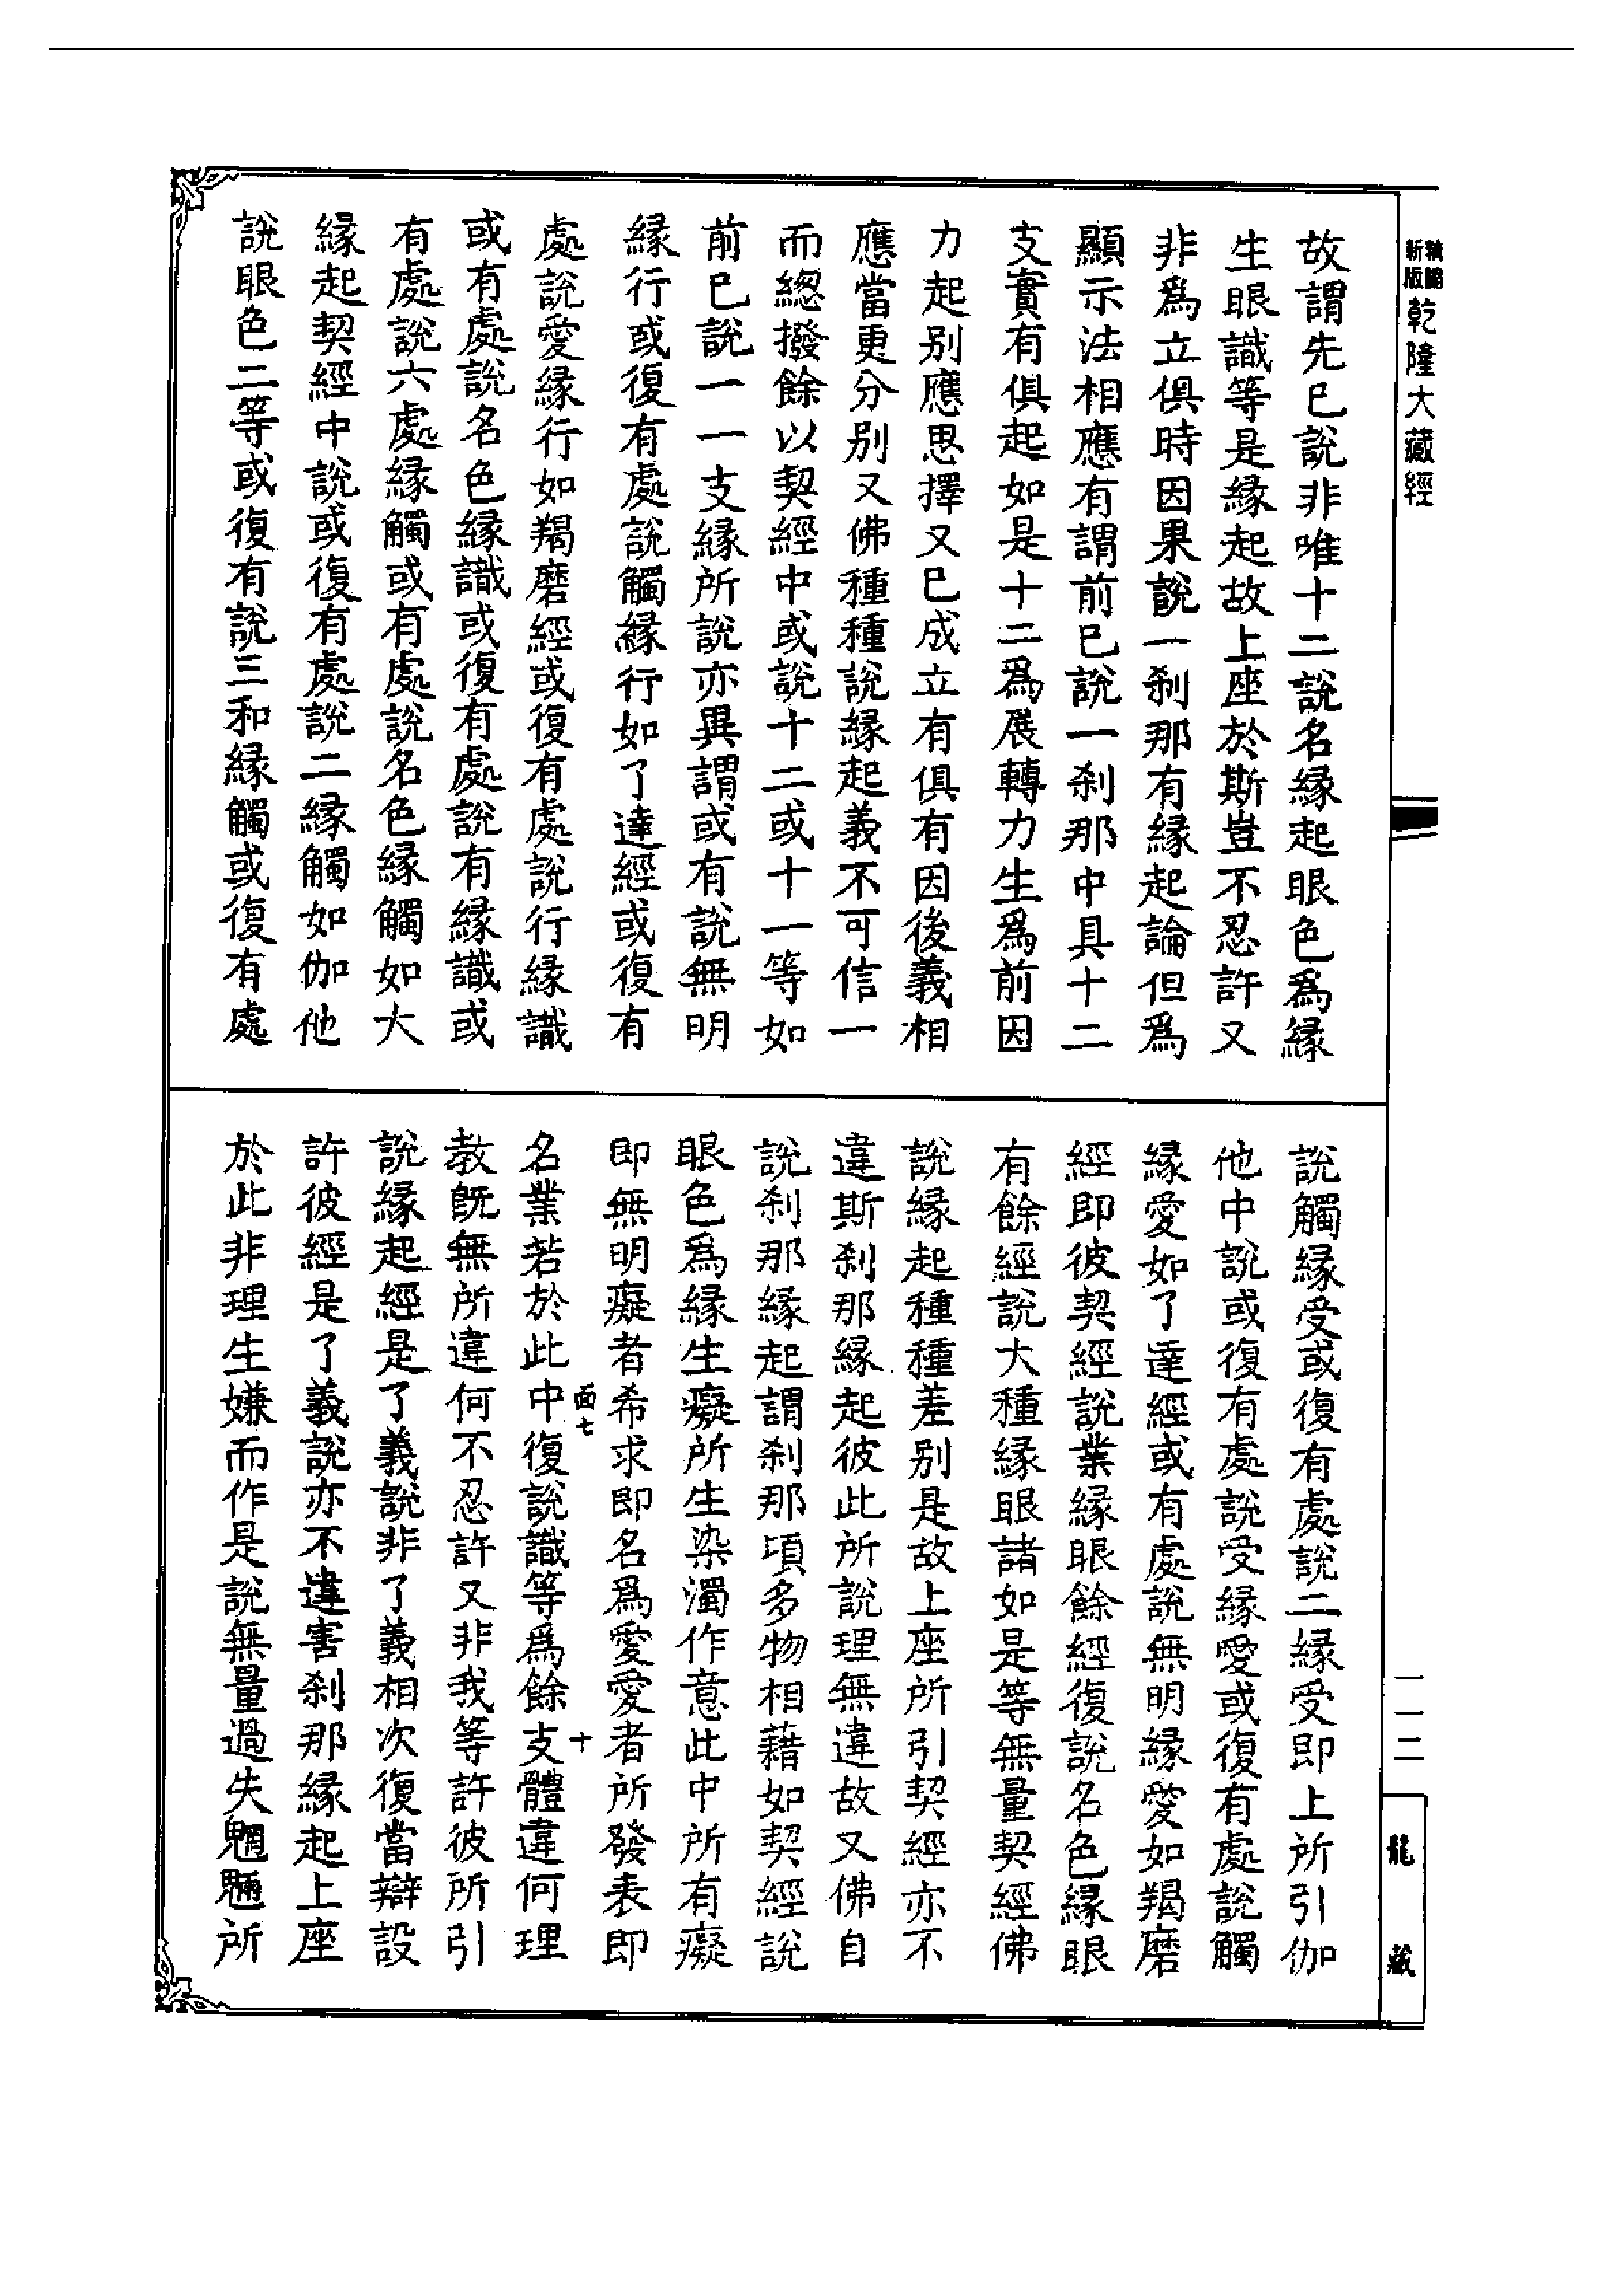 新版精編乾隆大藏經
故謂先已說非唯十二說名緣起眼色爲緣
生眼識等是緣起故上座於斯豈不忍許又
非爲立俱時因果說一刹那有緣起論但爲
顯示法相應有謂前已說一刹那中具十二
支實有俱起如是十二爲展轉力生爲前因
力起別應思擇又已成立有俱有因後義相
應當更分別又佛種種說緣起義不可信一
而總撥餘以契經中或說十二或十一等如
前已說一一支緣所說亦異謂或有說無明
緣行或復有處說觸緣行如了達經或復有
處說愛緣行如羯磨經或復有處說行緣識
或有處說名色緣識或復有處說有緣識或
有處說六處緣觸或有處說名色緣觸如大
緣起契經中說或復有處說二緣觸如伽他
說眼色二等或復有說三和緣觸或復有處
說觸緣受或復有處說二緣受即上所引伽
他中說或復有處說受緣愛或復有處說觸
緣愛如了達經或有處說無明緣愛如羯磨
經即彼契經說業緣眼餘經復說名色緣眼
有餘經說大種緣眼諸如是等無量契經佛
說緣起種種差別是故上座所引契經亦不
違斯刹那緣起彼此所說理無違故又佛自
說刹那緣起謂刹那頃多物相藉如契經說
眼色爲緣生癡所生染濁作意此中所有癡
即無明癡者希求即名爲愛愛者所發表即
名業若於此中復說識等爲餘支體違何理
面七
十
教旣無所違何不忍許又非我等許彼所引
說緣起經是了義說非了義相次復當辯設
許彼經是了義說亦不違害刹那緣起上座
於此非理生嫌而作是說無量過失魍魎所
一一二
龍藏